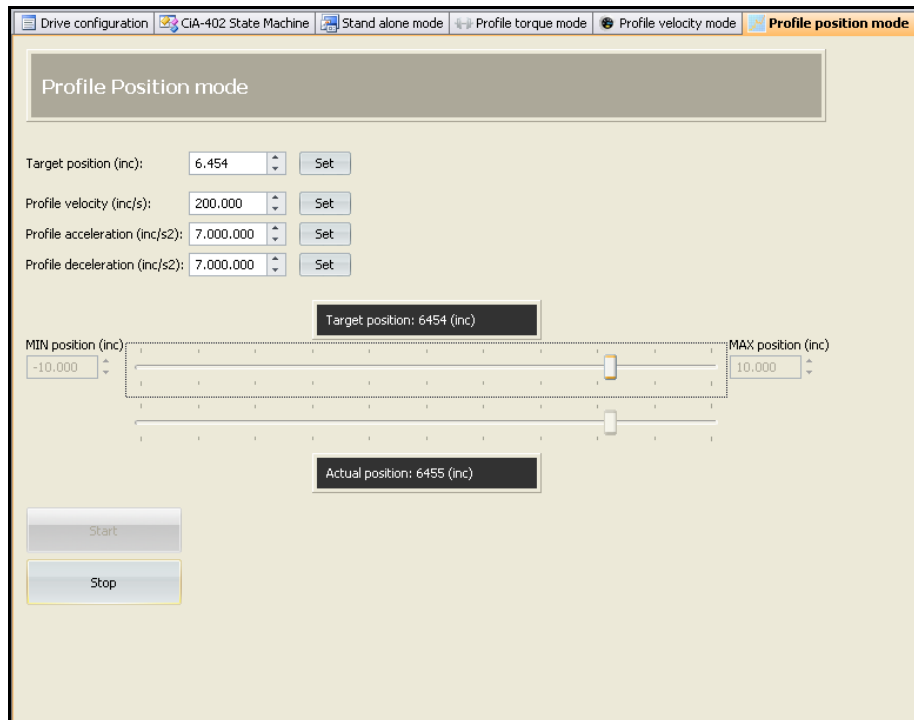 Drive configuration CiA-402 State Machine Stand alone mode Profile torque mode Profile velocity mode Profile position mode
Profile Position mode
Target position (inc): 6.454 Set
Profile velocity (inc/s): 200.000 Set
Profile acceleration (inc/s2): 7.000.000 Set
Profile deceleration (inc/s2): 7.000.000 Set
Target position: 6454 (inc)
MIN position (inc) MAX position (inc)
-10.000 10.000
Actual position: 6455 (inc)
Start
Stop